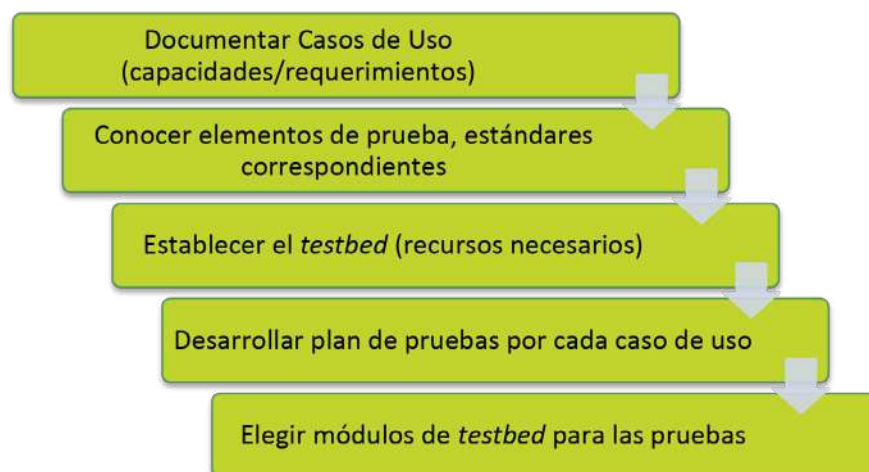 Documentar Casos de Uso
(capacidades/requerimientos)
Conocer elementos de prueba, estándares
correspondientes
Establecer el testbed (recursos necesarios)
Desarrollar plan de pruebas por cada caso de uso
Elegir módulos de testbed para las pruebas